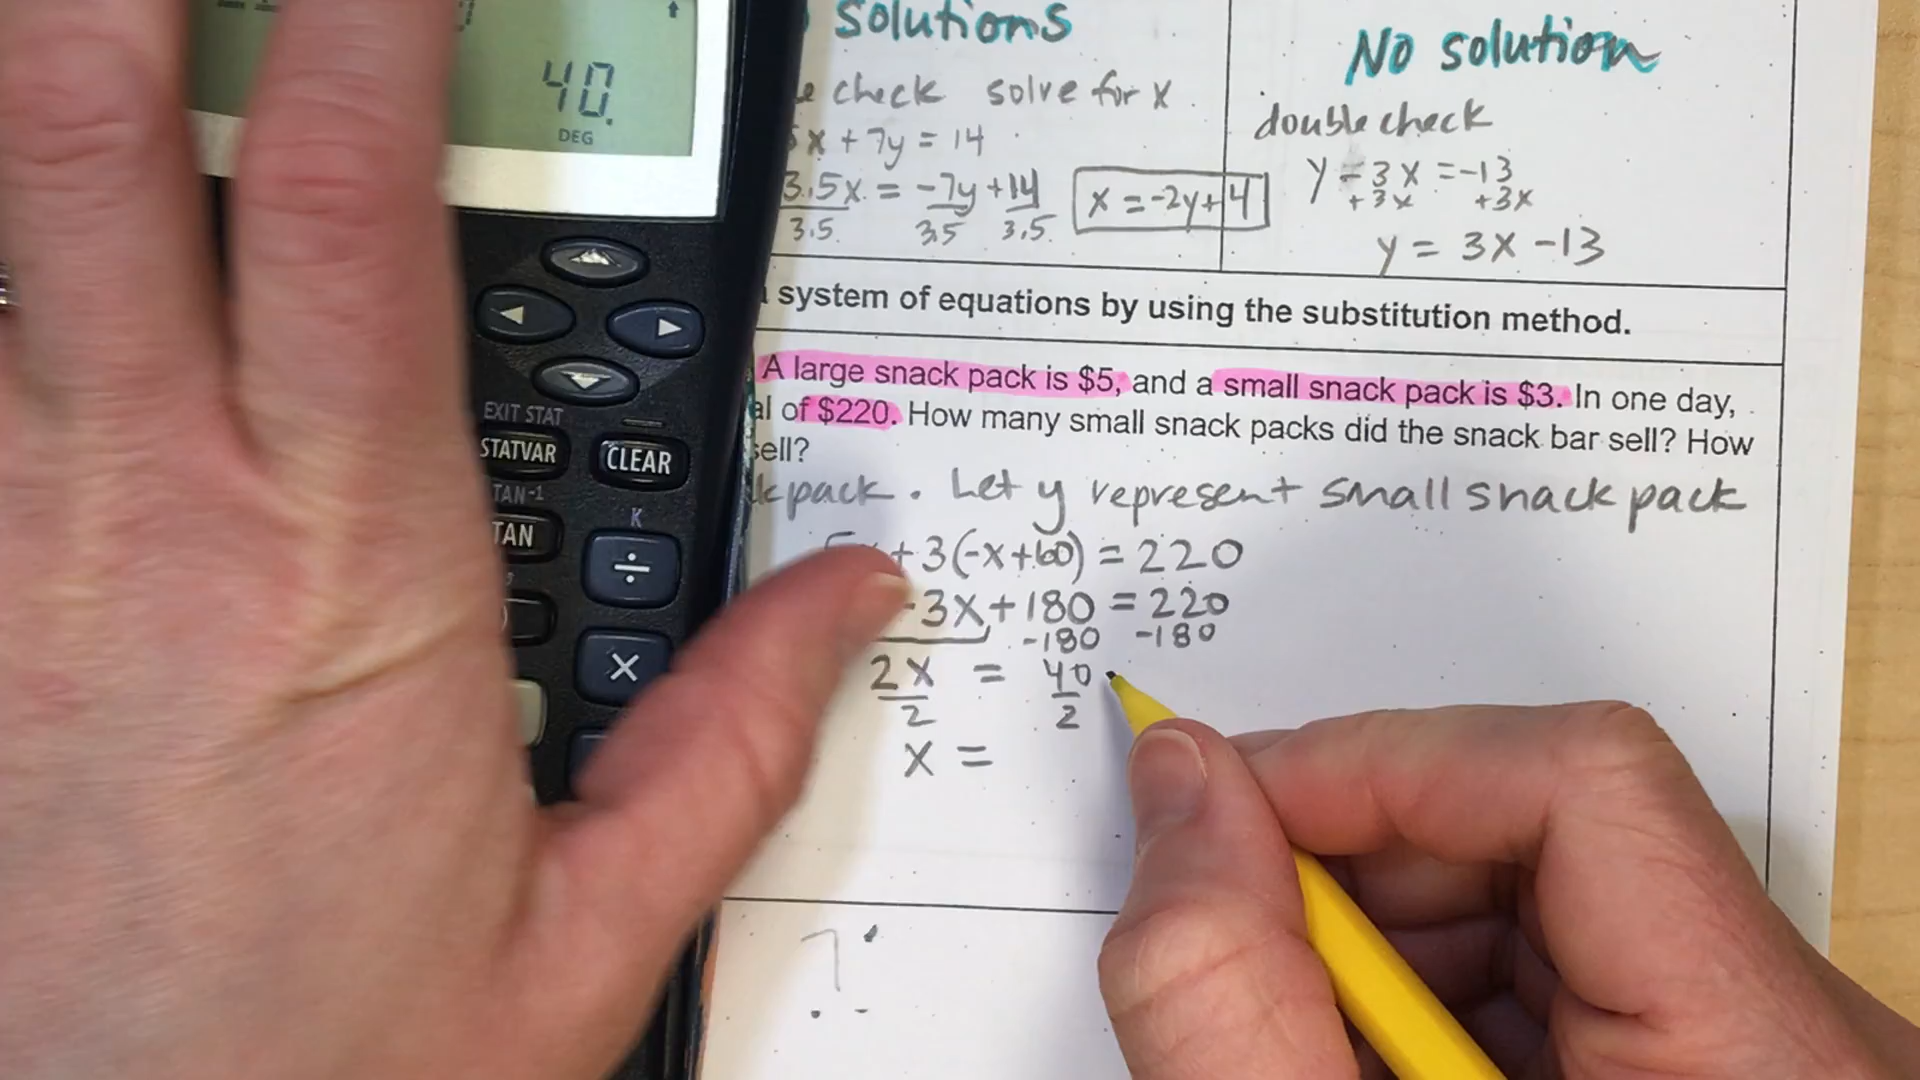 40.
DEG
EXIT STAT
STATVAR
CLEAR
TAN-1
TAN
K
÷
×
solutions
check solve for x
x + 7y = 14
3.5x = -7y + 14
3.5 3.5 3.5
x = -2y + 4
No solution
double check
y - 3x = -13
+3x +3x
y = 3x - 13
system of equations by using the substitution method.
A large snack pack is $5, and a small snack pack is $3. In one day,
of $220. How many small snack packs did the snack bar sell? How
sell?
pack. Let y represent small snack pack
+ 3(-x+60) = 220
-3x + 180 = 220
-180 -180
2x = 40
2 2
x =